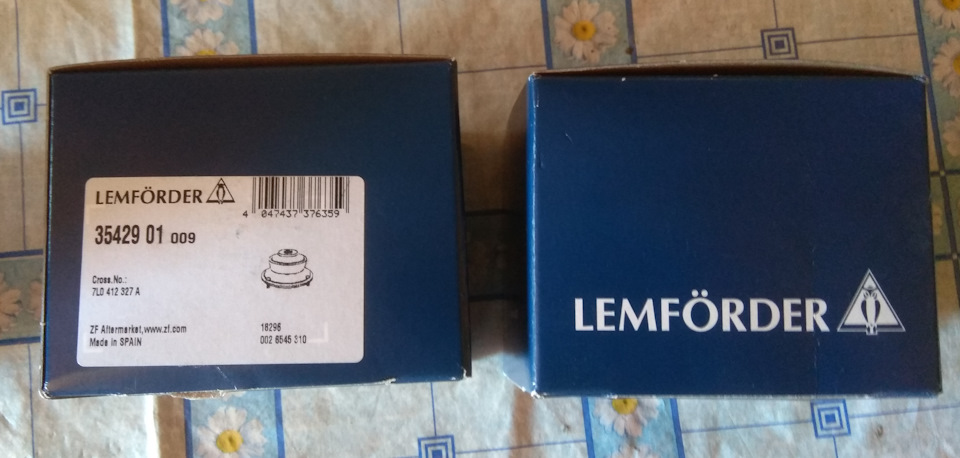 LEMFÖRDER
4 047437 376359
35429 01 009
Cross.No.:
7L0 412 327 A
ZF Aftermarket,www.zf.com
Made in SPAIN
18296
002 6545 310
LEMFÖRDER